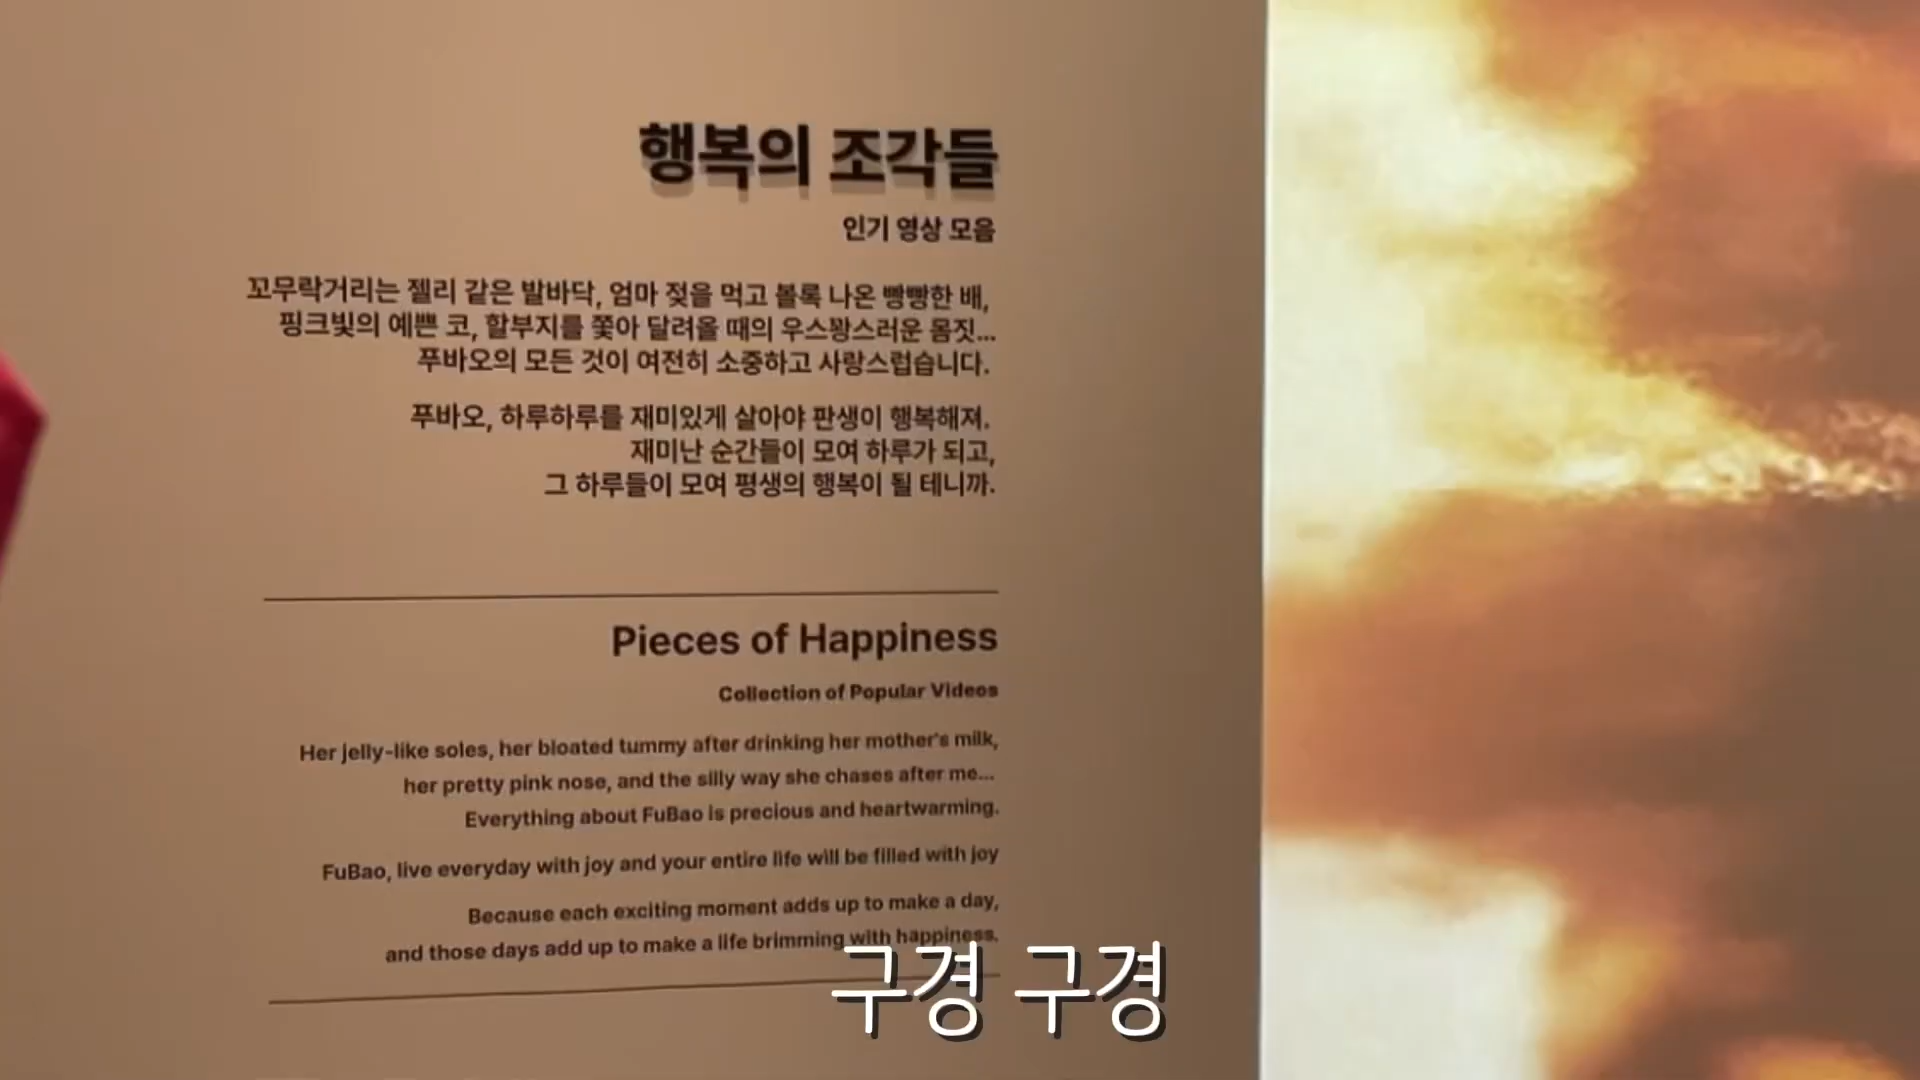 행복의 조각들
인기 영상 모음
꼬무락거리는 젤리 같은 발바닥, 엄마 젖을 먹고 볼록 나온 빵빵한 배,
핑크빛의 예쁜 코, 할부지를 쫓아 달려올 때의 우스꽝스러운 몸짓...
푸바오의 모든 것이 여전히 소중하고 사랑스럽습니다.
푸바오, 하루하루를 재미있게 살아야 판생이 행복해져.
재미난 순간들이 모여 하루가 되고,
그 하루들이 모여 평생의 행복이 될 테니까.
Pieces of Happiness
Collection of Popular Videos
Her jelly-like soles, her bloated tummy after drinking her mother's milk,
her pretty pink nose, and the silly way she chases after me...
Everything about FuBao is precious and heartwarming.
FuBao, live everyday with joy and your entire life will be filled with joy
Because each exciting moment adds up to make a day,
and those days add up to make a life brimming with happiness.
구경 구경